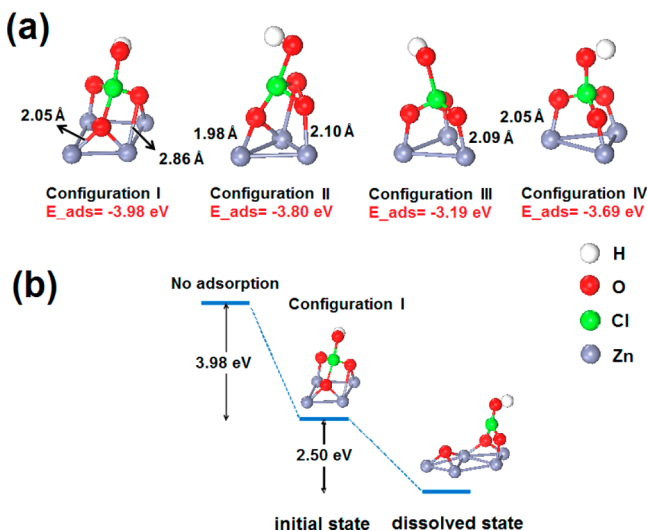 (a)
2.05 Å
2.86 Å
1.98 Å
2.10 Å
2.09 Å
2.05 Å
Configuration I
E_ads= -3.98 eV
Configuration II
E_ads= -3.80 eV
Configuration III
E_ads= -3.19 eV
Configuration IV
E_ads= -3.69 eV
H
O
Cl
Zn
(b)
No adsorption
Configuration I
3.98 eV
2.50 eV
initial state
dissolved state